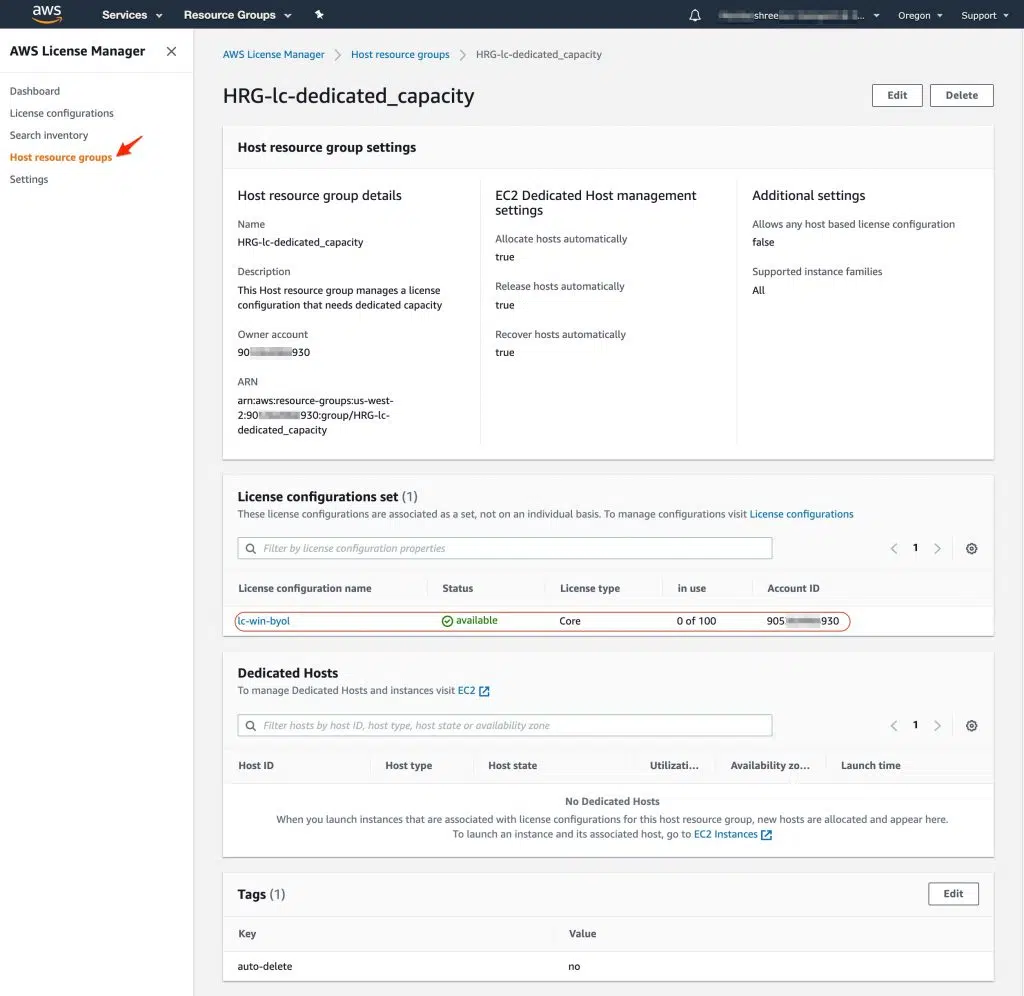 aws Services Resource Groups shree Oregon Support
AWS License Manager
Dashboard
License configurations
Search inventory
Host resource groups
Settings
AWS License Manager Host resource groups HRG-lc-dedicated_capacity
HRG-lc-dedicated_capacity
Edit Delete
Host resource group settings
Host resource group details
Name
HRG-lc-dedicated_capacity
Description
This Host resource group manages a license
configuration that needs dedicated capacity
Owner account
90 930
ARN
arn:aws:resource-groups:us-west-
2:90 930:group/HRG-lc-
dedicated_capacity
EC2 Dedicated Host management
settings
Allocate hosts automatically
true
Release hosts automatically
true
Recover hosts automatically
true
Additional settings
Allows any host based license configuration
false
Supported instance families
All
License configurations set (1)
These license configurations are associated as a set, not on an individual basis. To manage configurations visit License configurations
Filter by license configuration properties
1
License configuration name Status License type in use Account ID
lc-win-byol available Core 0 of 100 905 930
Dedicated Hosts
To manage Dedicated Hosts and instances visit EC2
Filter hosts by host ID, host type, host state or availability zone
1
Host ID Host type Host state Utilizati... Availability zo... Launch time
No Dedicated Hosts
When you launch instances that are associated with license configurations for this host resource group, new hosts are allocated and appear here.
To launch an instance and its associated host, go to EC2 Instances
Tags (1)
Edit
Key Value
auto-delete no